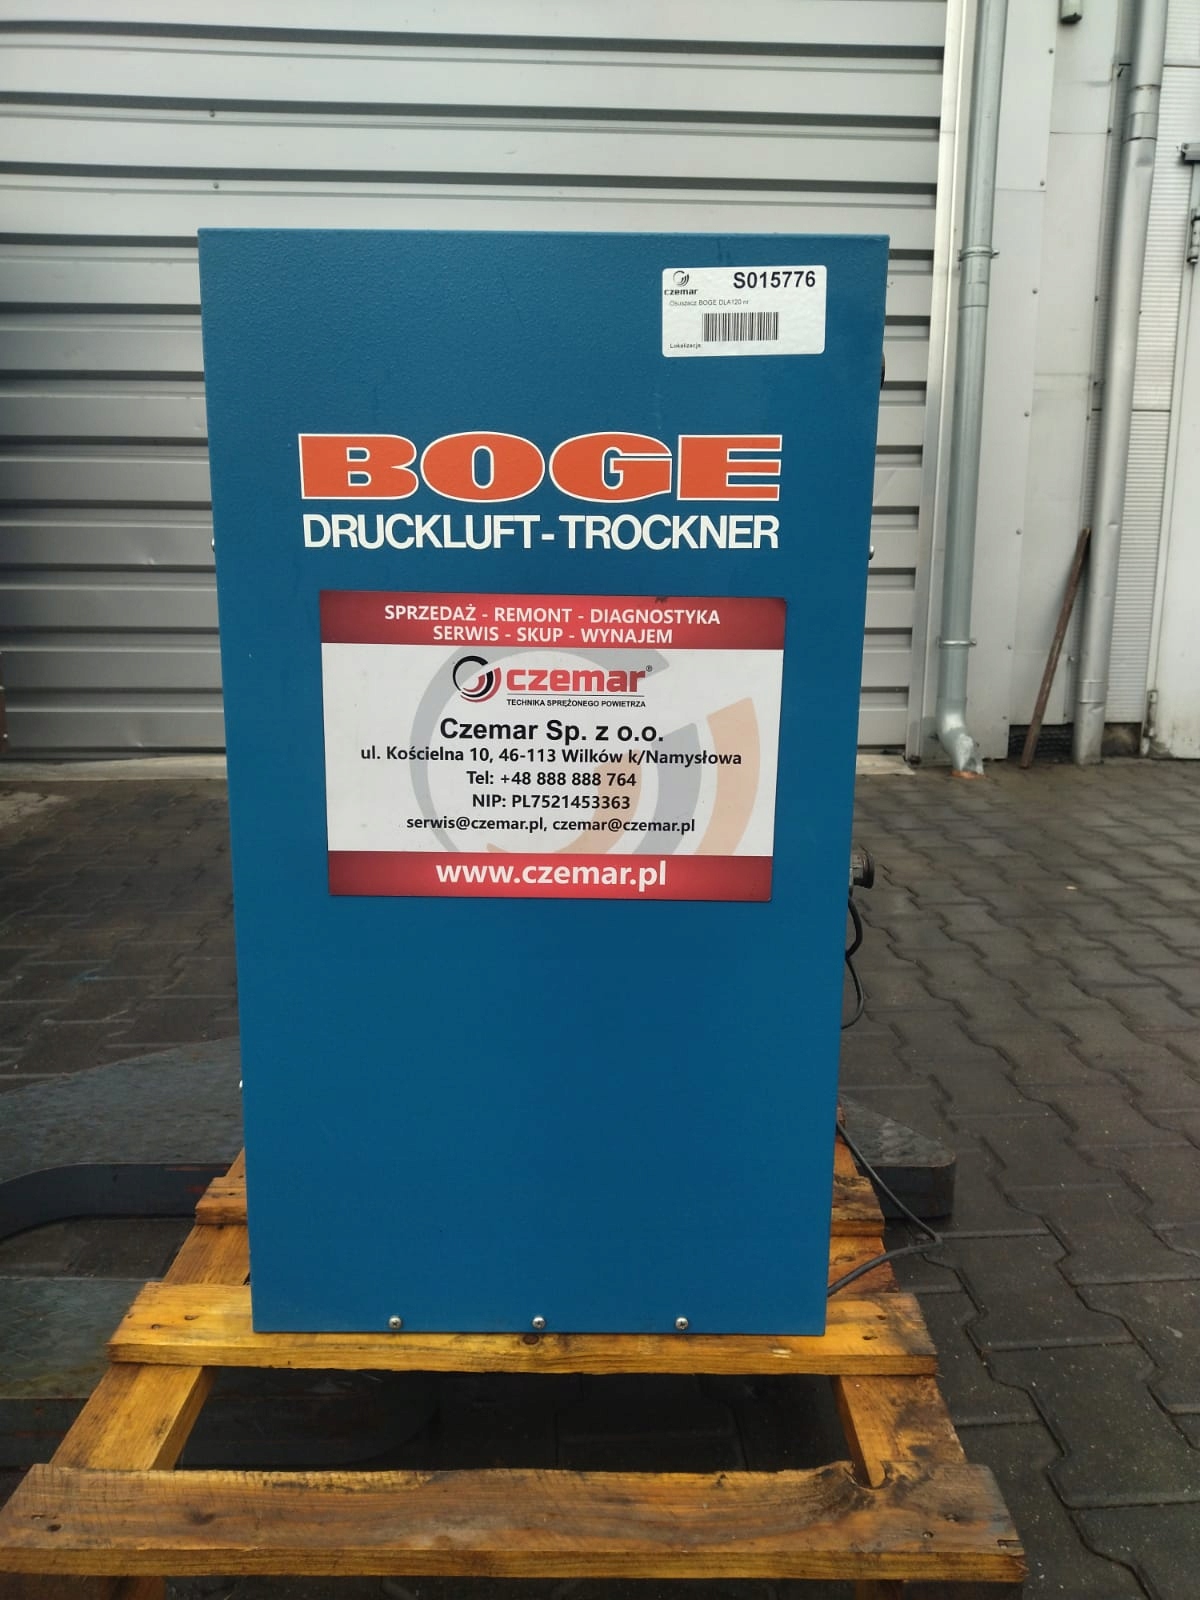 czemar
S015776
Osuszacz BOGE DLA120 nr
Lokalizacja:
BOGE
DRUCKLUFT-TROCKNER
SPRZEDAŻ - REMONT - DIAGNOSTYKA
SERWIS - SKUP - WYNAJEM
czemar®
TECHNIKA SPRĘŻONEGO POWIETRZA
Czemar Sp. z o.o.
ul. Kościelna 10, 46-113 Wilków k/Namysłowa
Tel: +48 888 888 764
NIP: PL7521453363
serwis@czemar.pl, czemar@czemar.pl
www.czemar.pl